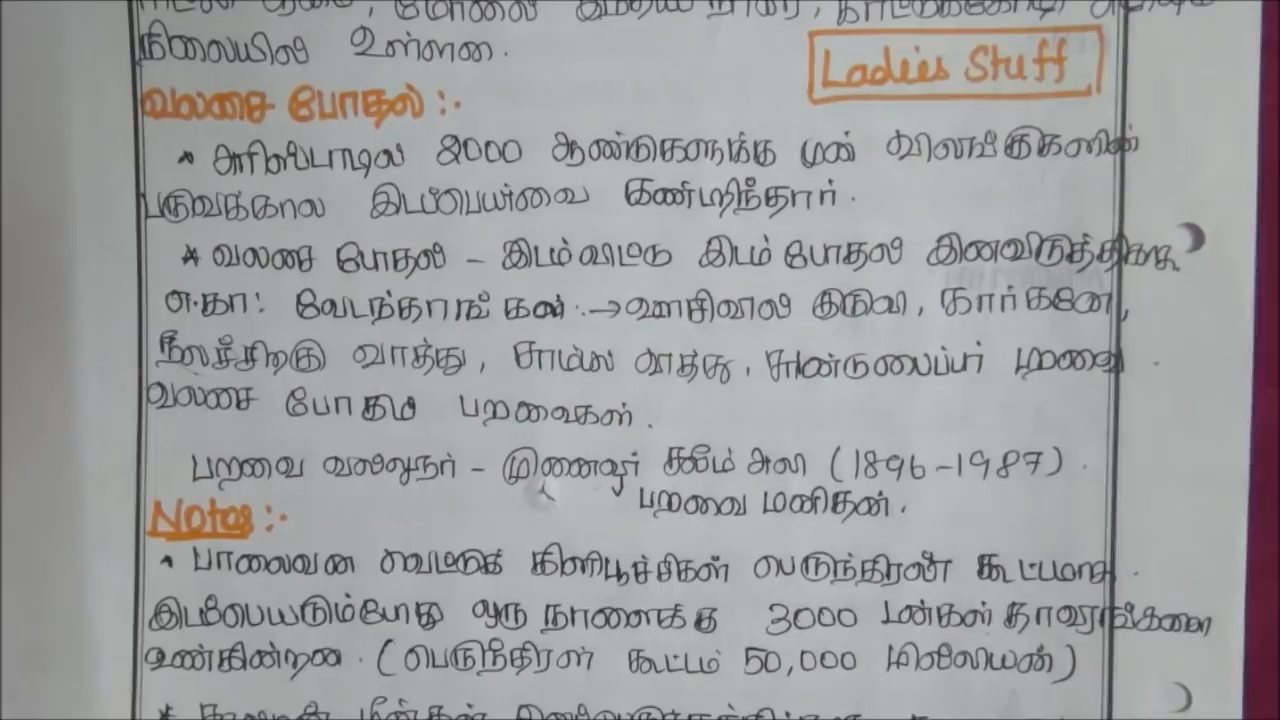 நிலையில் உள்ளன.
Ladies Stuff
வலசை போதல் :-
* அரிஸ்டாடில் 2000 ஆண்டுகளுக்கு முன் விலங்குகளின்
பருவக்கால இடப்பெயர்வை கண்டறிந்தார்.
* வலசை போதல் - இடம்விட்டு இடம் போதல் இனவிருத்திக்கு
எ.கா: வேடந்தாங்கல் → ஊசிவால் குருவி, கார்கனே,
நீலச்சிறகு வாத்து, சாம்பல் வாத்து, பறவை
வலசை போகும் பறவைகள்.
பறவை வல்லுநர் - முனைவர் சலீம் அலி (1896-1987).
பறவை மனிதன்.
Notes :-
* பாலைவன வெட்டுக் கிளிபூச்சிகள் பெருந்திரள் கூட்டமாக
இடம்பெயரும்போது ஒரு நாளைக்கு 3000 டன்கள் தாவரங்களை
உண்கின்றன. (பெருந்திரள் கூட்டம் 50,000 மில்லியன்)